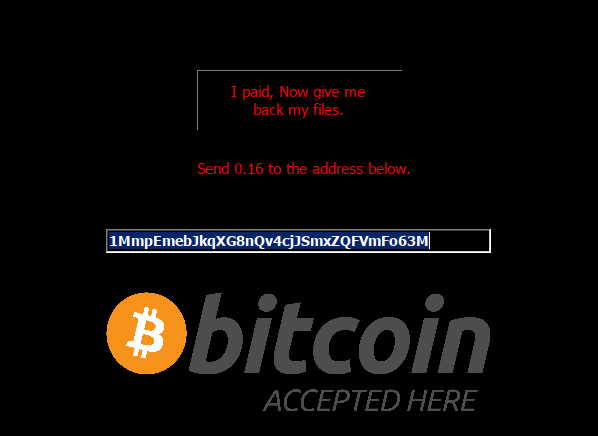 I paid, Now give me
back my files.
Send 0.16 to the address below.
1MmpEmebJkqXG8nQv4cjJSmxZQFVmFo63M
bitcoin
ACCEPTED HERE